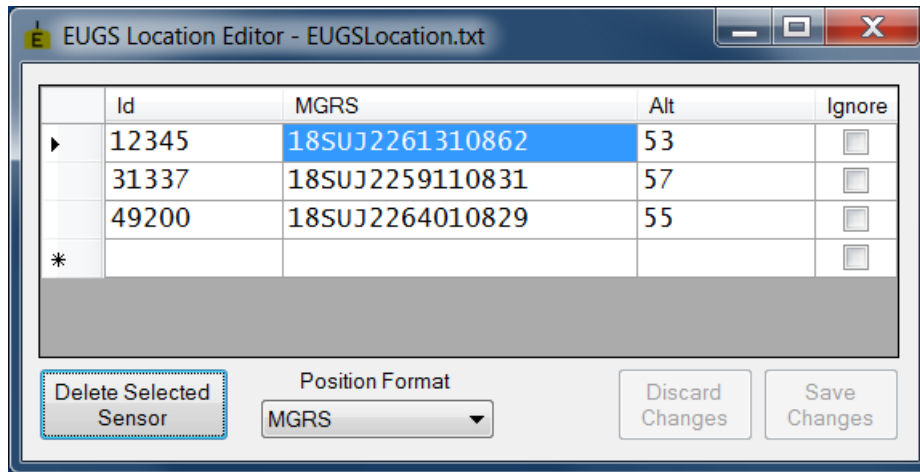 E EUGS Location Editor - EUGSLocation.txt
Id MGRS Alt Ignore
12345 18SUJ2261310862 53
31337 18SUJ2259110831 57
49200 18SUJ2264010829 55
Delete Selected
Sensor
Position Format
MGRS
Discard
Changes
Save
Changes